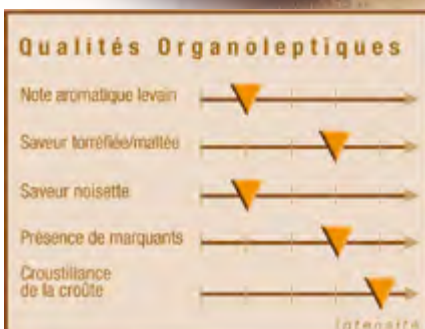 Qualités Organoleptiques
Note aromatique levain
Saveur torréfiée/maltée
Saveur noisette
Présence de marquants
Croustillance
de la croûte
Intensité